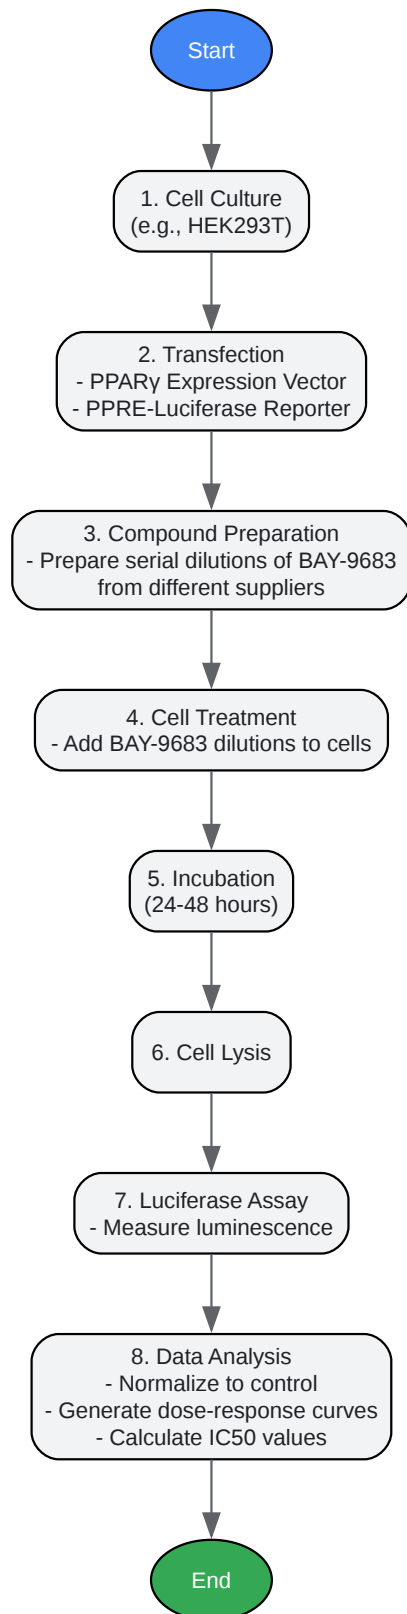 Start
1. Cell Culture
(e.g., HEK293T)
2. Transfection
- PPARγ Expression Vector
- PPRE-Luciferase Reporter
3. Compound Preparation
- Prepare serial dilutions of BAY-9683
from different suppliers
4. Cell Treatment
- Add BAY-9683 dilutions to cells
5. Incubation
(24-48 hours)
6. Cell Lysis
7. Luciferase Assay
- Measure luminescence
8. Data Analysis
- Normalize to control
- Generate dose-response curves
- Calculate IC50 values
End